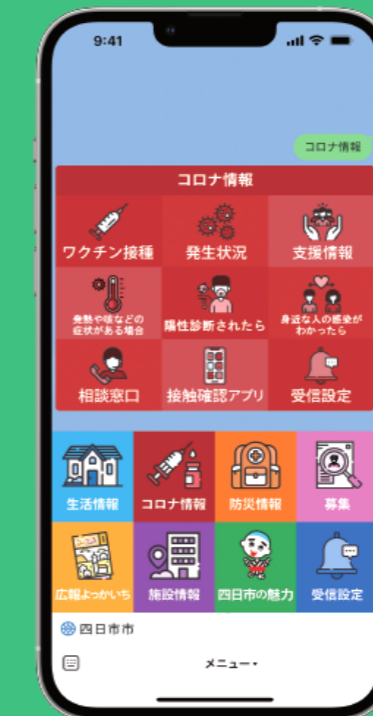 9:41
コロナ情報
コロナ情報
ワクチン接種
発生状況
支援情報
発熱や咳などの
症状がある場合
陽性診断されたら
身近な人の感染が
わかったら
相談窓口
接触確認アプリ
受信設定
生活情報
コロナ情報
防災情報
募集
広報よっかいち
施設情報
四日市の魅力
受信設定
四日市市
メニュー▾